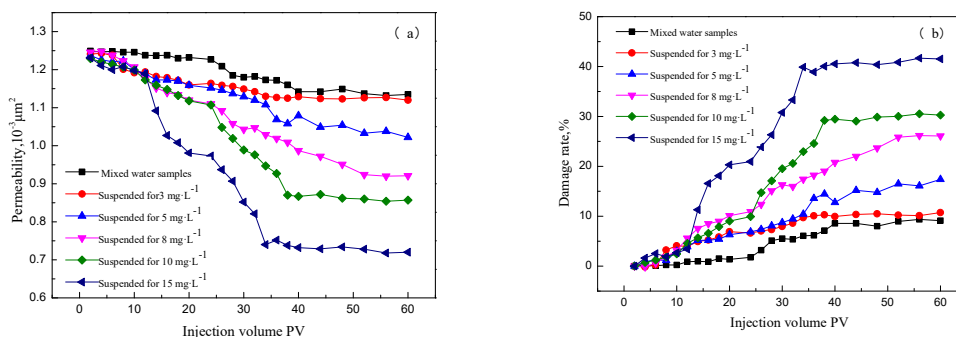 ( a )
1.3
1.2
1.1
1.0
0.9
0.8
0.7
0.6
Permeability,10⁻³μm²
Mixed water samples
Suspended for3 mg·L⁻¹
Suspended for 5 mg·L⁻¹
Suspended for 8 mg·L⁻¹
Suspended for 10 mg·L⁻¹
Suspended for 15 mg·L⁻¹
0 10 20 30 40 50 60
Injection volume PV
( b )
50
40
30
20
10
0
Damage rate,%
Mixed water samples
Suspended for 3 mg·L⁻¹
Suspended for 5 mg·L⁻¹
Suspended for 8 mg·L⁻¹
Suspended for 10 mg·L⁻¹
Suspended for 15 mg·L⁻¹
0 10 20 30 40 50 60
Injection volume PV